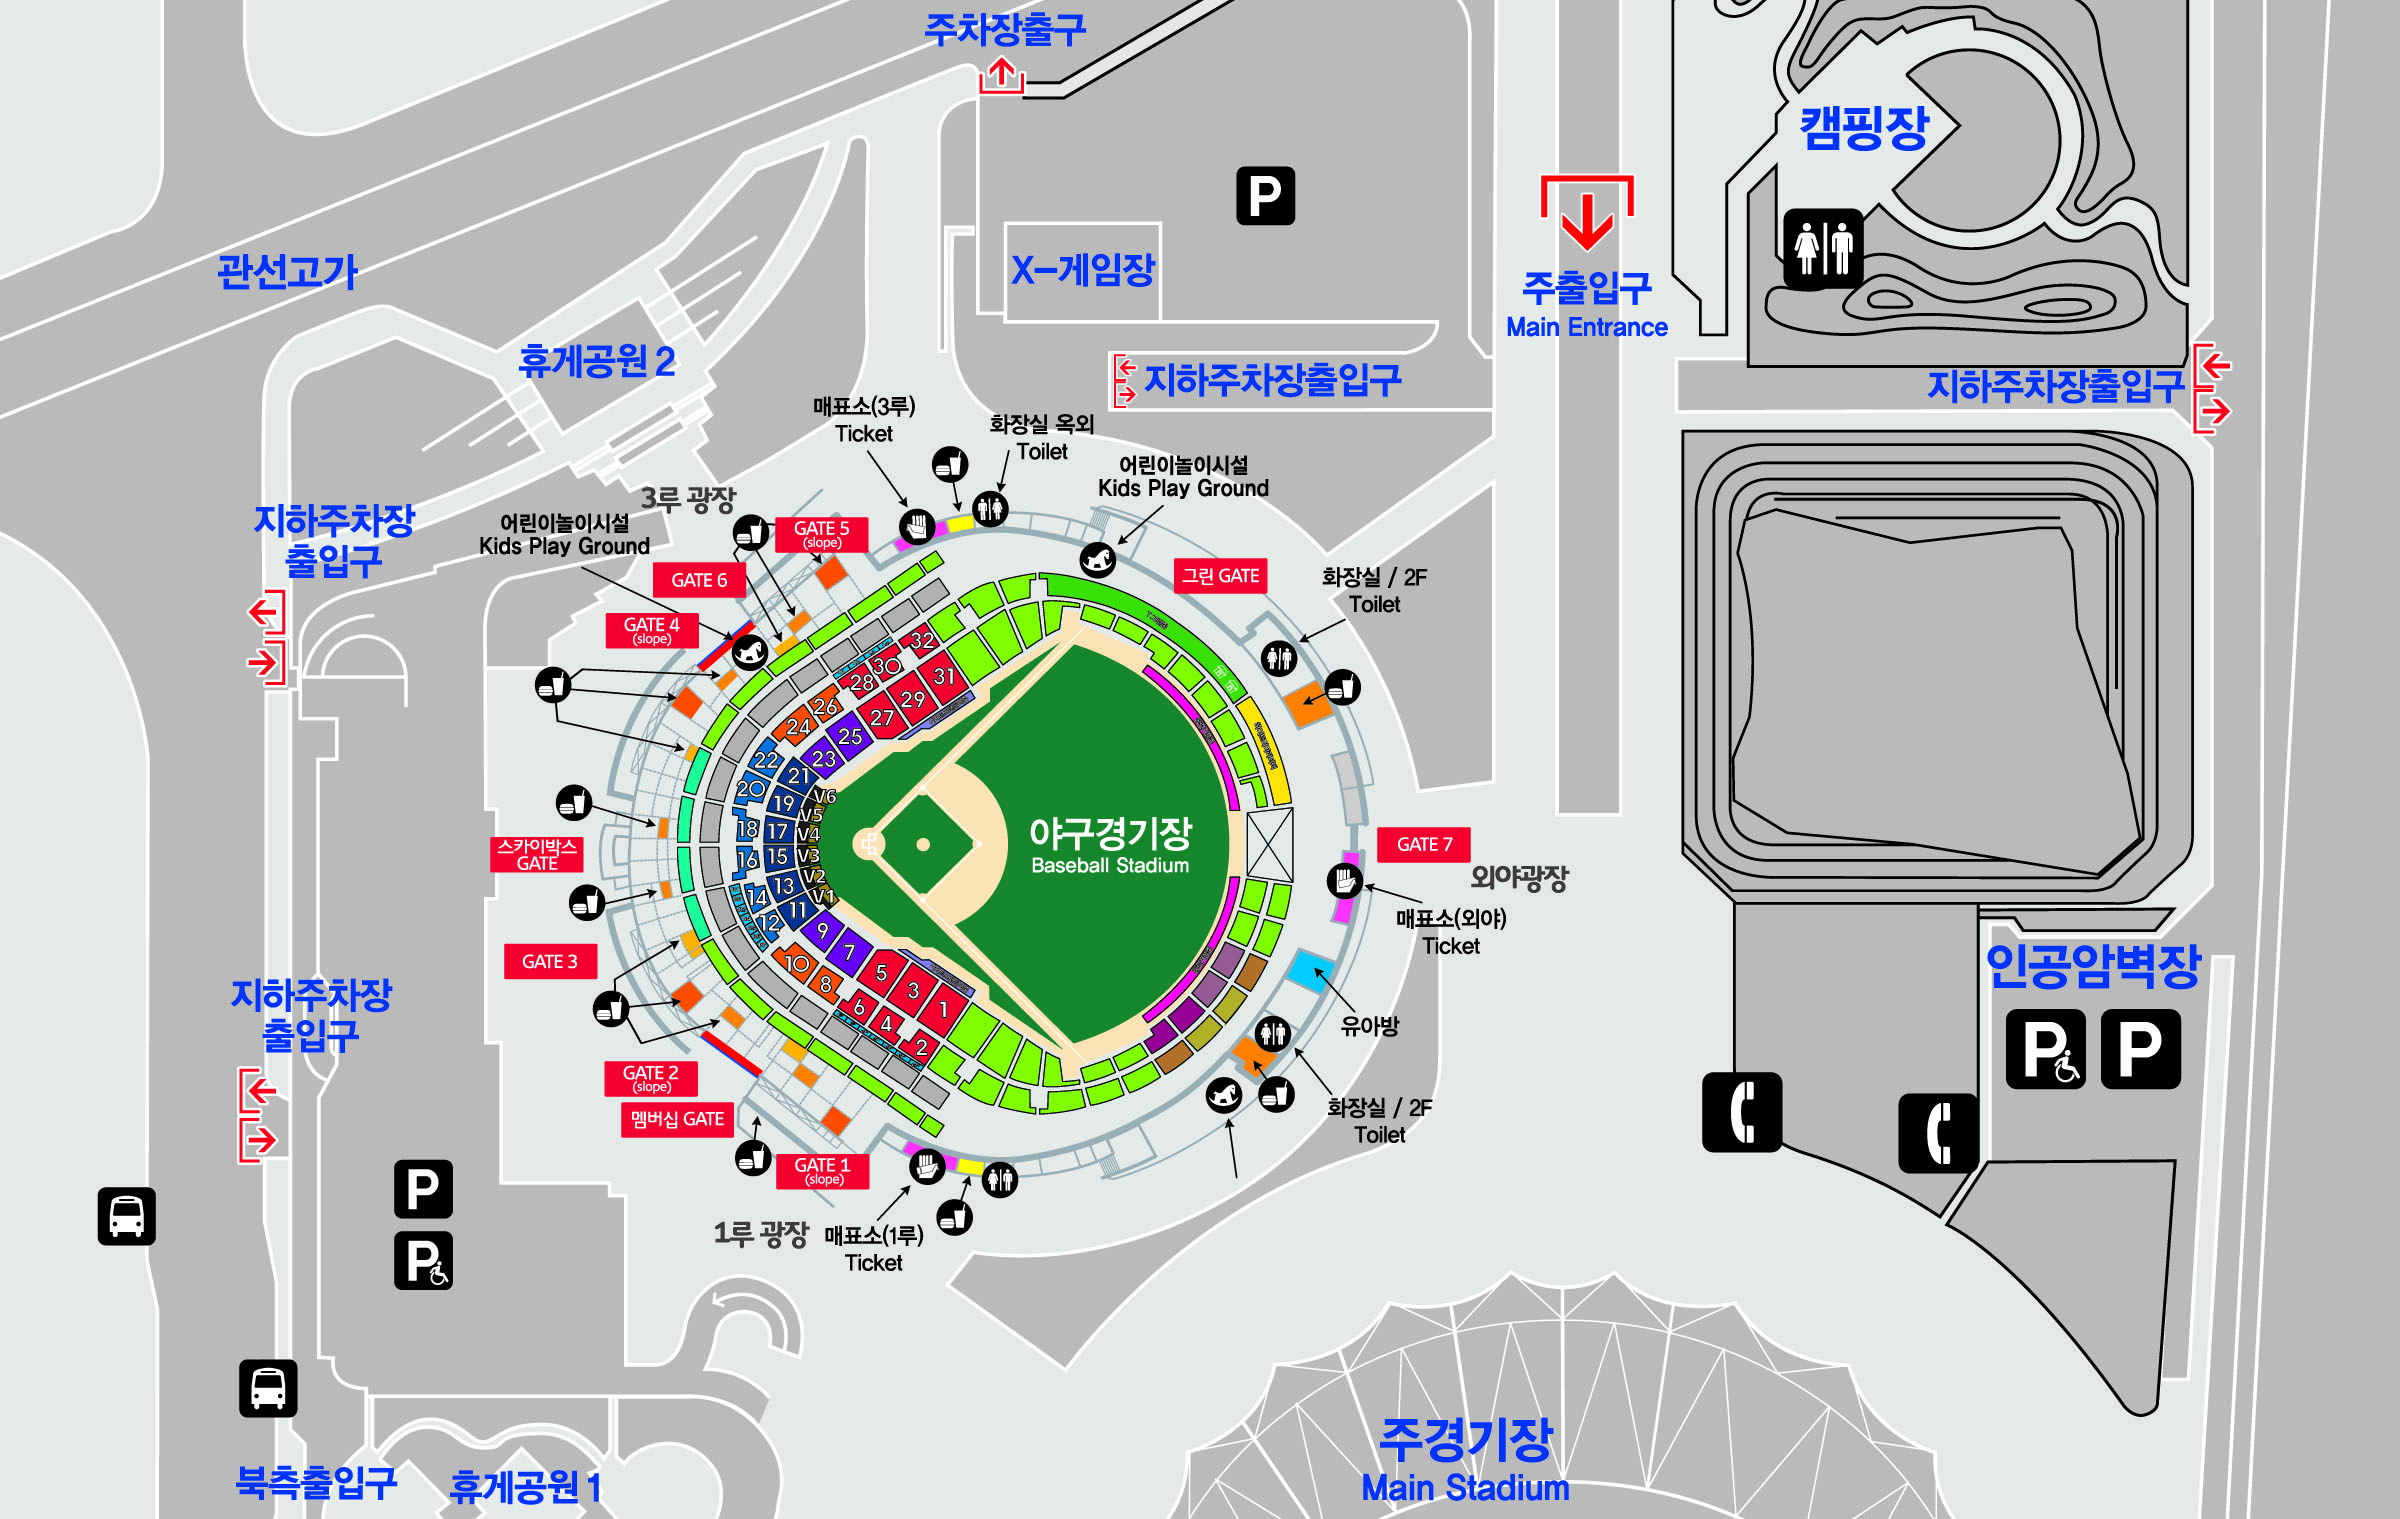 주차장출구
캠핑장
P
관선고가
X-게임장
주출입구
Main Entrance
휴게공원 2
지하주차장출입구
지하주차장출입구
매표소(3루)
Ticket
화장실 옥외
Toilet
어린이놀이시설
Kids Play Ground
3루 광장
어린이놀이시설
Kids Play Ground
지하주차장
출입구
GATE 5
(slope)
GATE 6
GATE 4
(slope)
그린 GATE
화장실 / 2F
Toilet
32
30
28
31
29
27
26
24
25
23
22
21
20
19
18
17
16
15
14
13
12
11
V6
V5
V4
V3
V2
V1
10
9
8
7
6
5
4
3
2
1
야구경기장
Baseball Stadium
스카이박스
GATE
GATE 7
외야광장
매표소(외야)
Ticket
GATE 3
인공암벽장
P
P
지하주차장
출입구
유아방
GATE 2
(slope)
멤버십 GATE
화장실 / 2F
Toilet
GATE 1
(slope)
P
P
1루 광장
매표소(1루)
Ticket
주경기장
Main Stadium
북측출입구
휴게공원 1